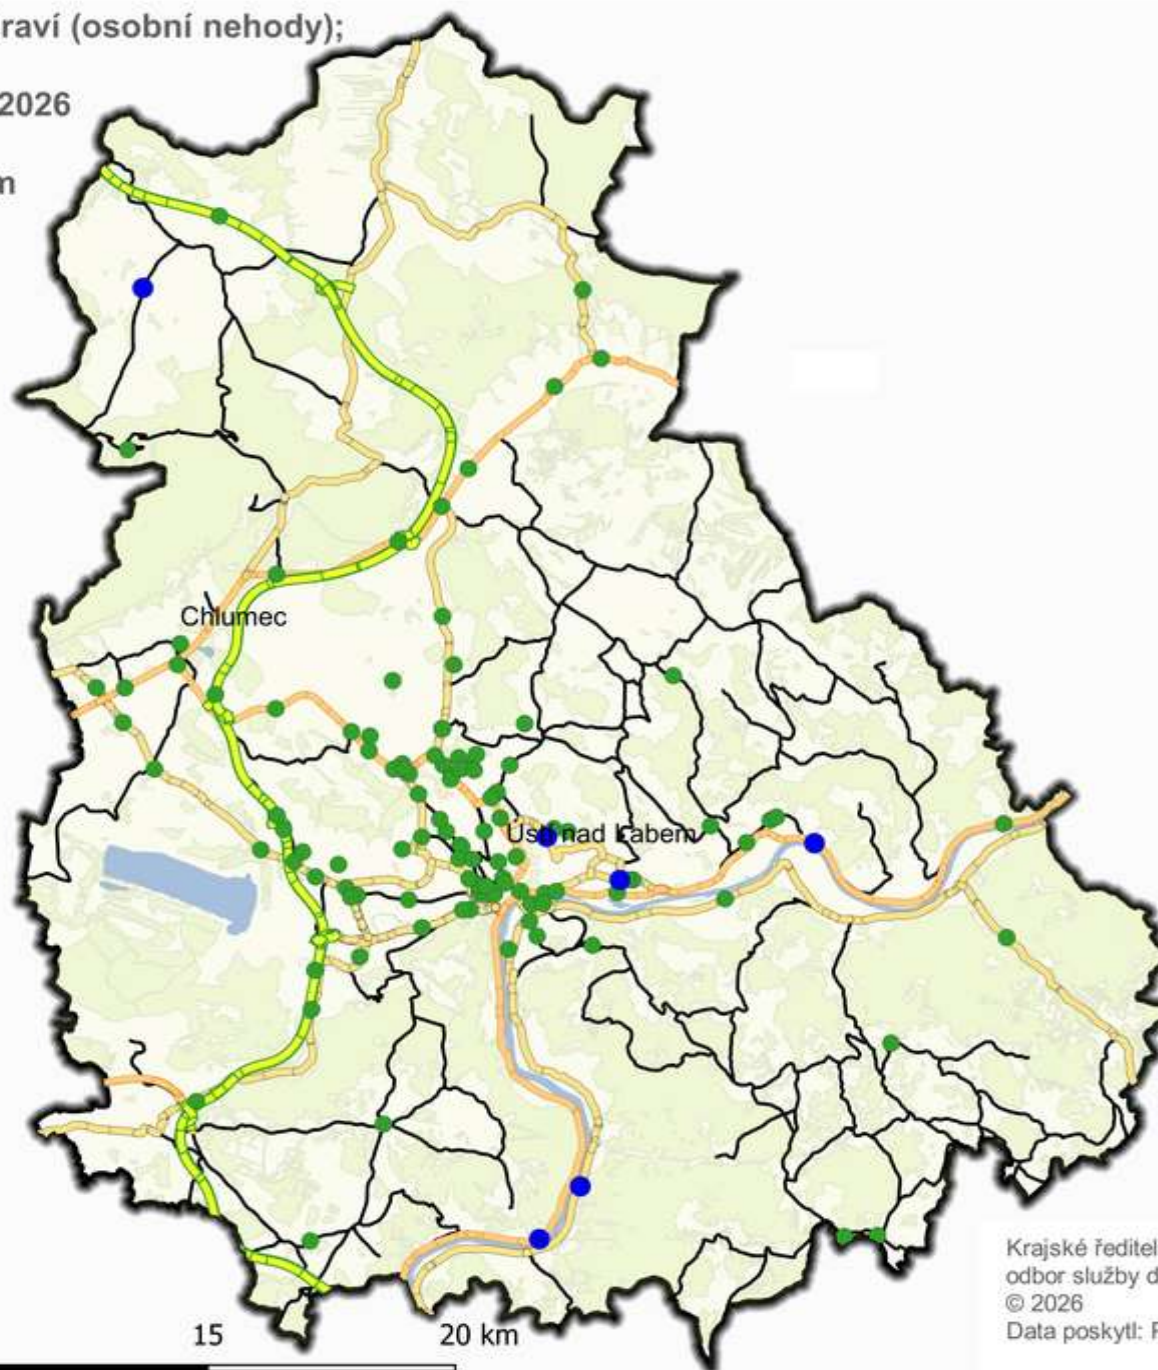 raví (osobní nehody);
2026
m
Chlumec
Ústí nad Labem
15
20 km
Krajské ředitel
odbor služby d
© 2026
Data poskytl: P